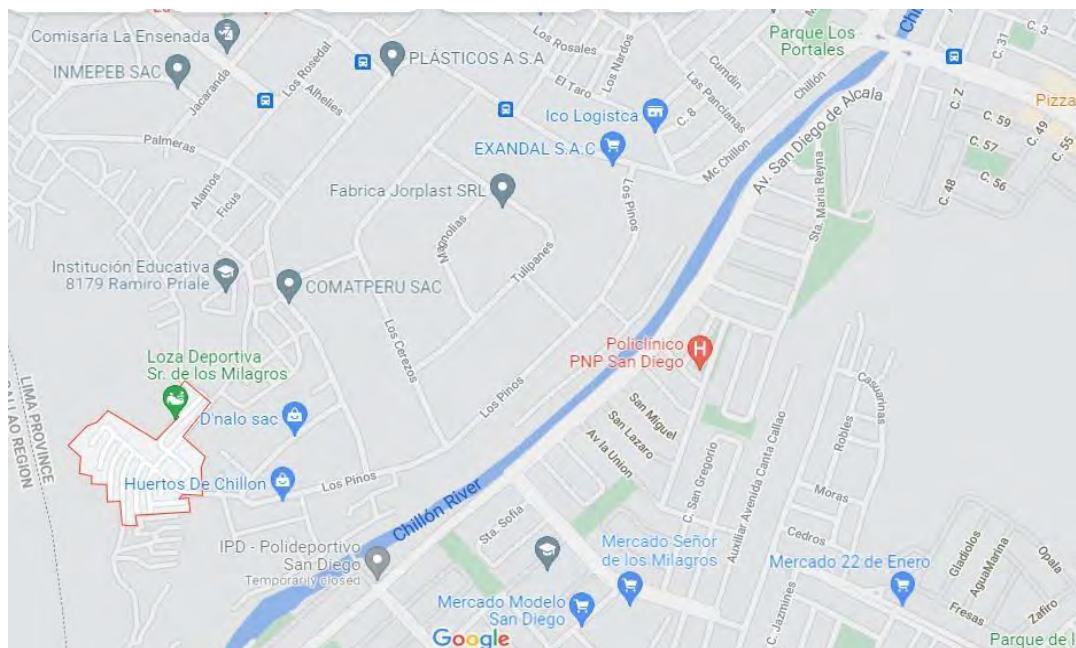 Comisaría La Ensenada
INMEPEB SAC
Jacaranda
Los Rosedal
Alhelies
PLÁSTICOS A S.A
Los Rosales
Los Nardos
El Taro
Cumdin
Las Pancianas
Parque Los
Portales
Chillón
C. 31
C. 3
Pizza
C. Z
C. 59
C. 49
C. 55
C. 57
C. 56
C. 48
Ico Logistca
C. 8
EXANDAL S.A.C
Mc Chillon
Av. San Diego de Alcala
Palmeras
Alamos
Ficus
Fabrica Jorplast SRL
Los Pinos
Sta. Maria Reyna
Magnolias
Tulipanes
Institución Educativa
8179 Ramiro Priale
COMATPERU SAC
Los Cerezos
Policlínico
PNP San Diego
Loza Deportiva
Sr. de los Milagros
LIMA PROVINCE
CALLAO REGION
D'nalo sac
Los Pinos
San Miguel
San Lazaro
Av la Union
Casuarinas
Robles
Huertos De Chillon
Los Pinos
Chillón River
C. San Gregorio
Auxiliar Avenida Canta Callao
Moras
Cedros
Sta. Sofia
IPD - Polideportivo
San Diego
Temporarily closed
Mercado Señor
de los Milagros
Mercado 22 de Enero
Gladiolos
AguaMarina
Opala
Zafiro
Fresas
C. Jazmines
Mercado Modelo
San Diego
Google
Parque de l